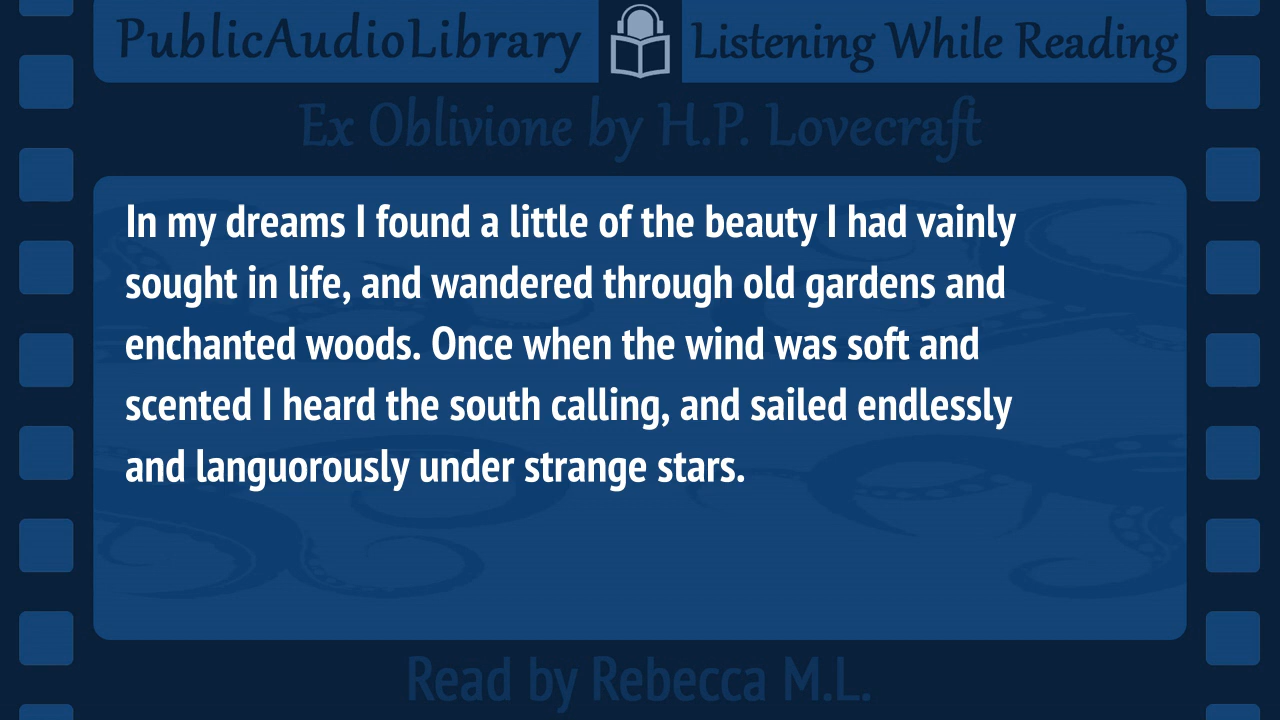 PublicAudioLibrary Listening While Reading
Ex Oblivione by H.P. Lovecraft
In my dreams I found a little of the beauty I had vainly
sought in life, and wandered through old gardens and
enchanted woods. Once when the wind was soft and
scented I heard the south calling, and sailed endlessly
and languorously under strange stars.
Read by Rebecca M.L.